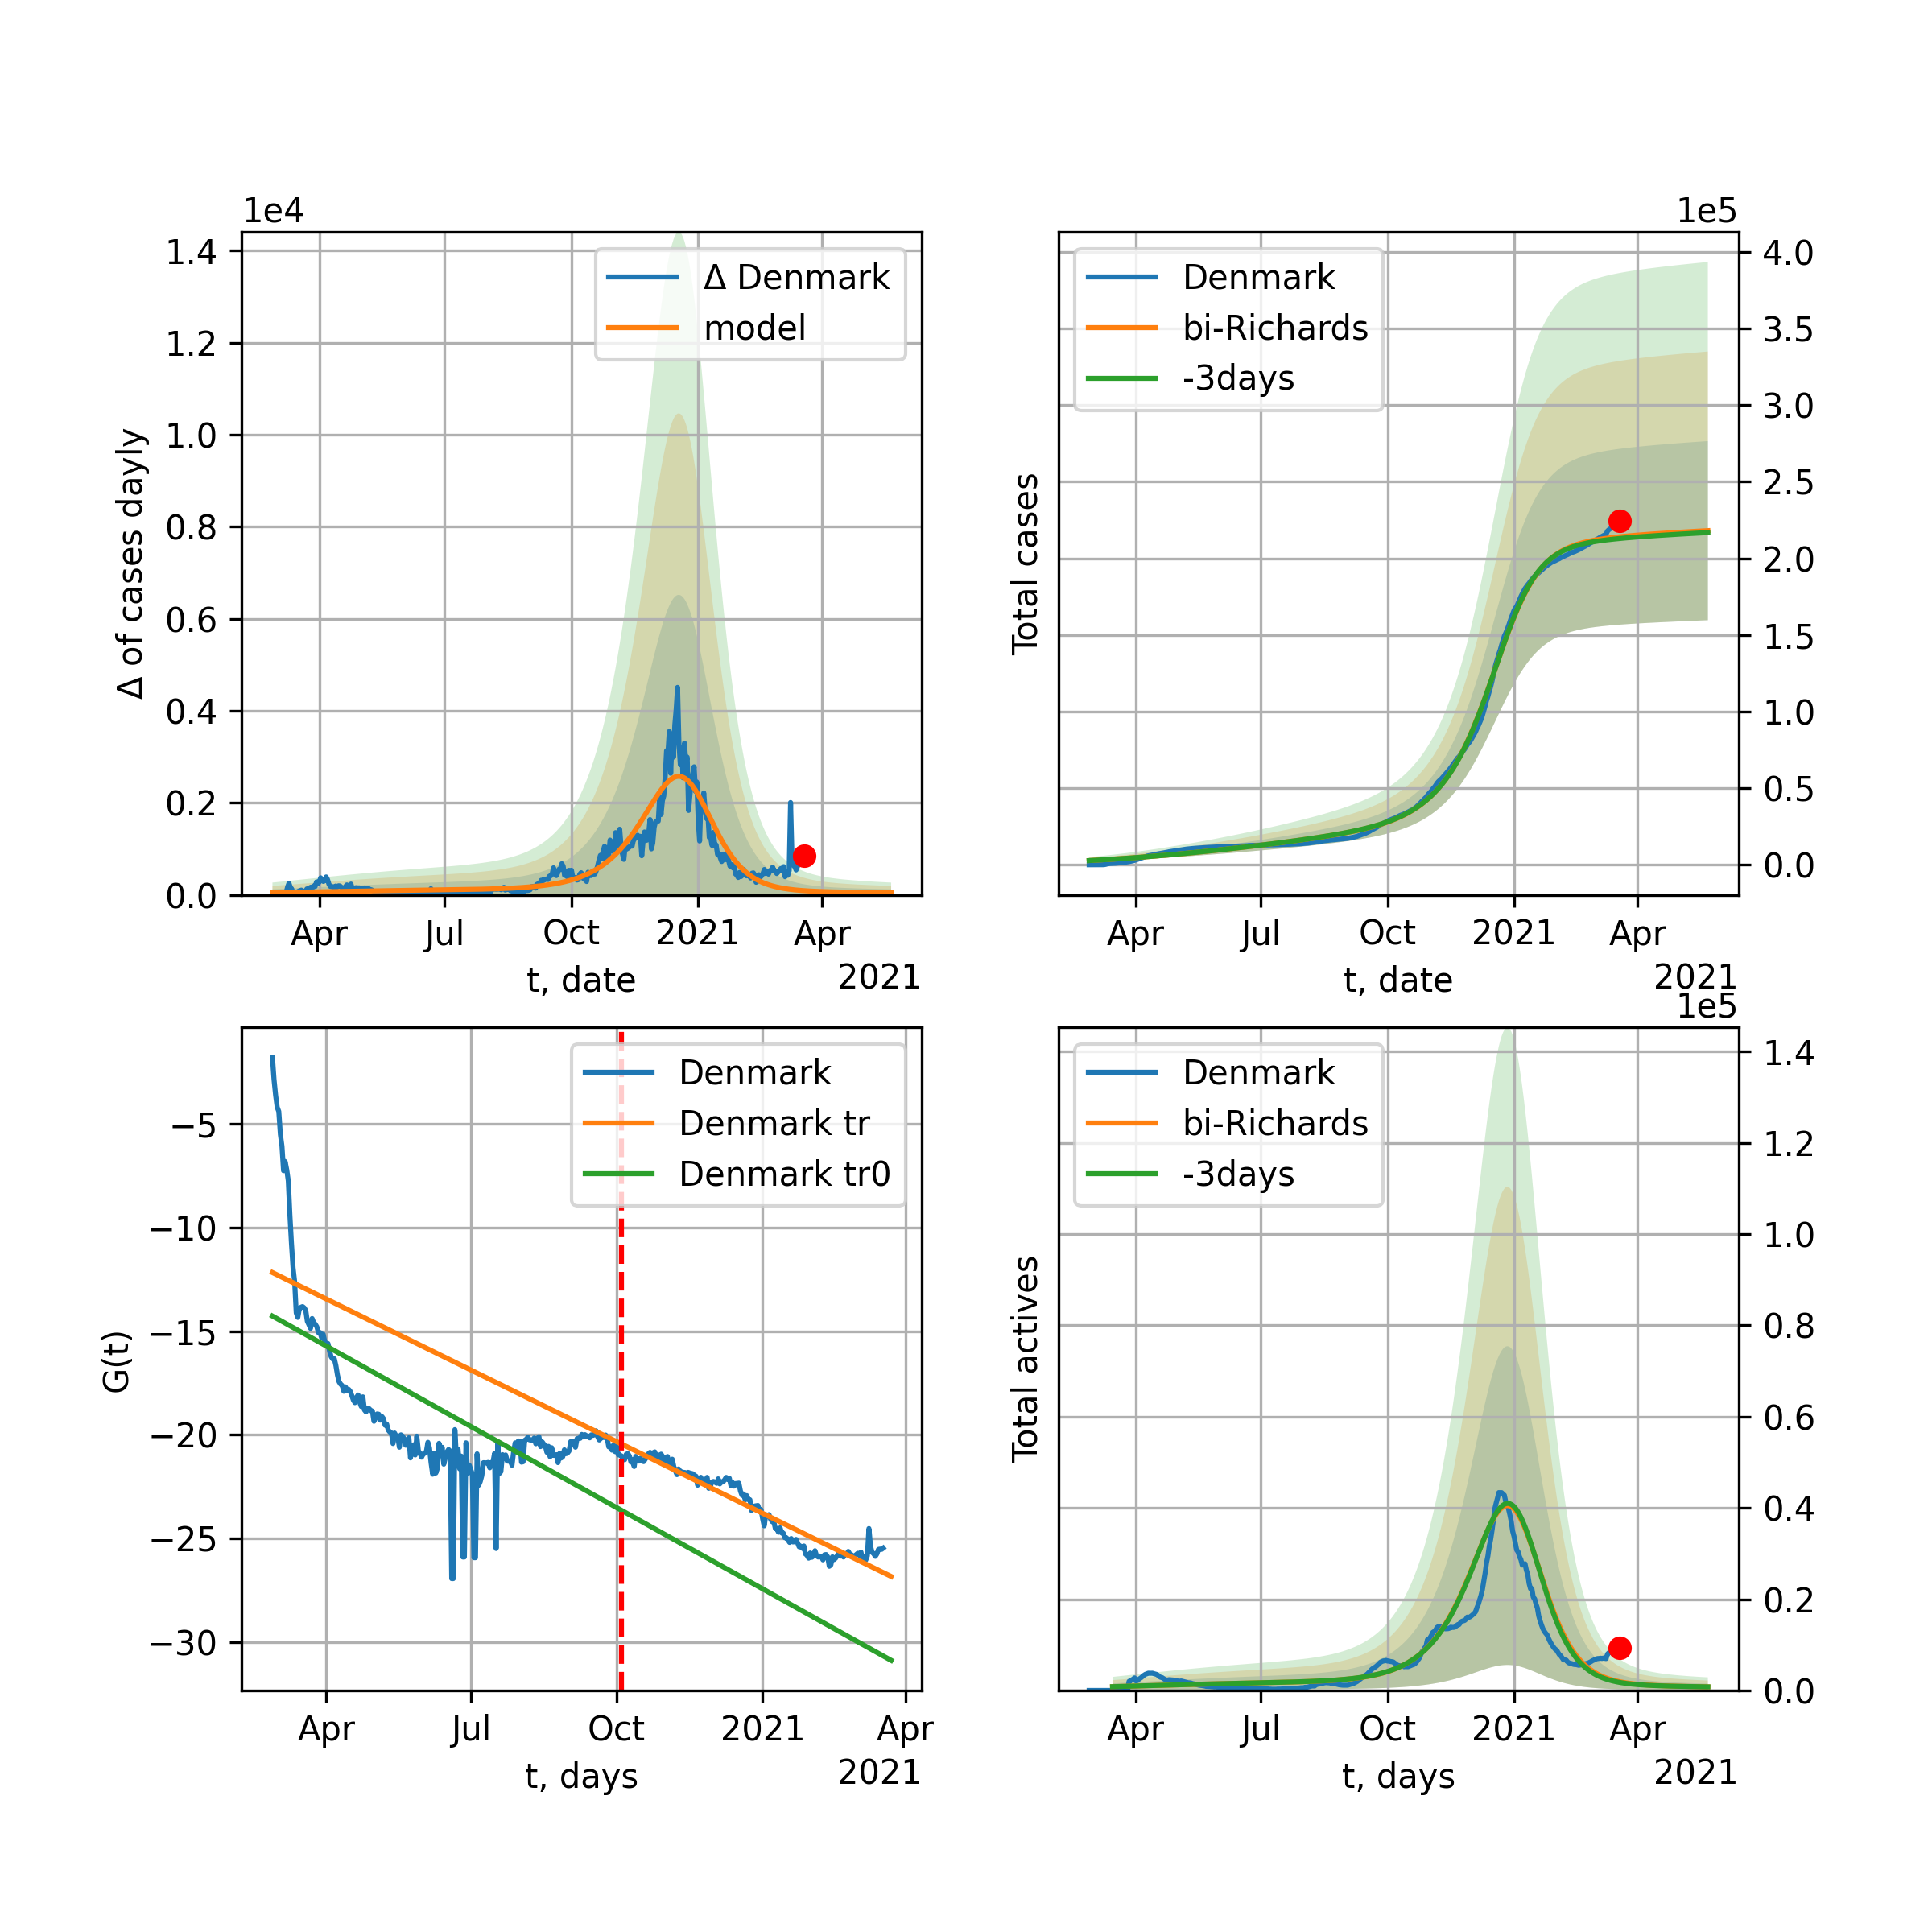 1e4
1.4
1.2
1.0
0.8
0.6
0.4
0.2
0.0
Δ of cases dayly
Δ Denmark
model
Apr
Jul
Oct
2021
Apr
t, date
2021
1e5
4.0
3.5
3.0
2.5
2.0
1.5
1.0
0.5
0.0
Total cases
Denmark
bi-Richards
-3days
Apr
Jul
Oct
2021
Apr
t, date
2021
−5
−10
−15
−20
−25
−30
G(t)
Denmark
Denmark tr
Denmark tr0
Apr
Jul
Oct
2021
Apr
t, days
2021
1e5
1.4
1.2
1.0
0.8
0.6
0.4
0.2
0.0
Total actives
Denmark
bi-Richards
-3days
Apr
Jul
Oct
2021
Apr
t, days
2021